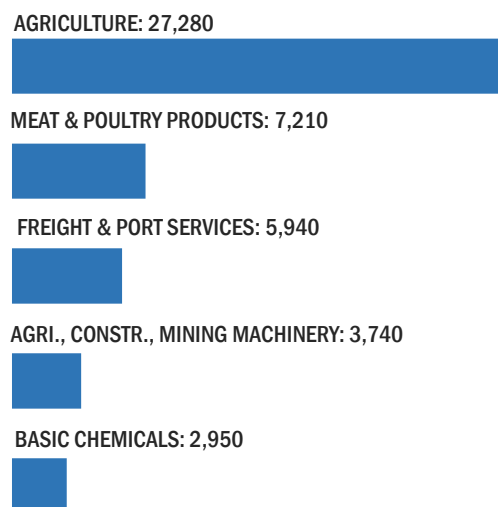 AGRICULTURE: 27,280
MEAT & POULTRY PRODUCTS: 7,210
FREIGHT & PORT SERVICES: 5,940
AGRI., CONSTR., MINING MACHINERY: 3,740
BASIC CHEMICALS: 2,950